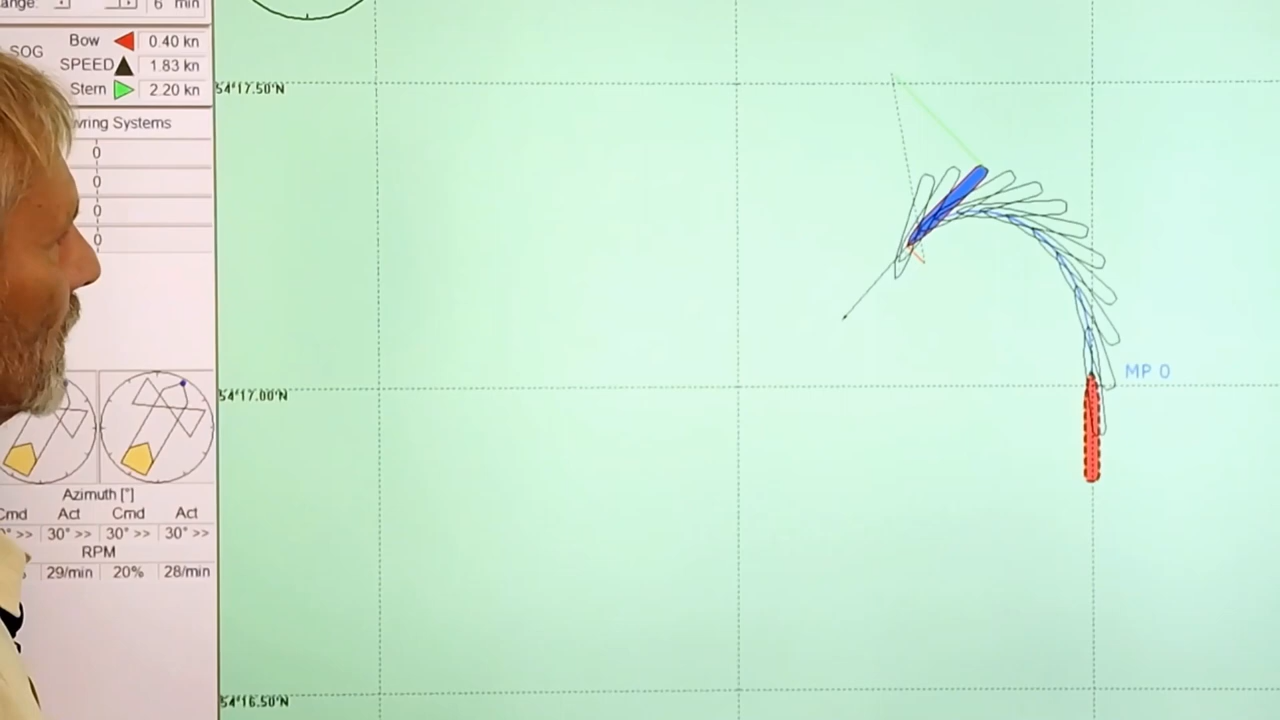 ange: 6 min
SOG
Bow 0.40 kn
SPEED 1.83 kn
Stern 2.20 kn
vring Systems
0
0
0
0
Azimuth [°]
Cmd Act Cmd Act
° >> 30° >> 30° >> 30° >>
RPM
29/min 20% 28/min
54°17.50'N
MP 0
54°17.00'N
54°16.50'N